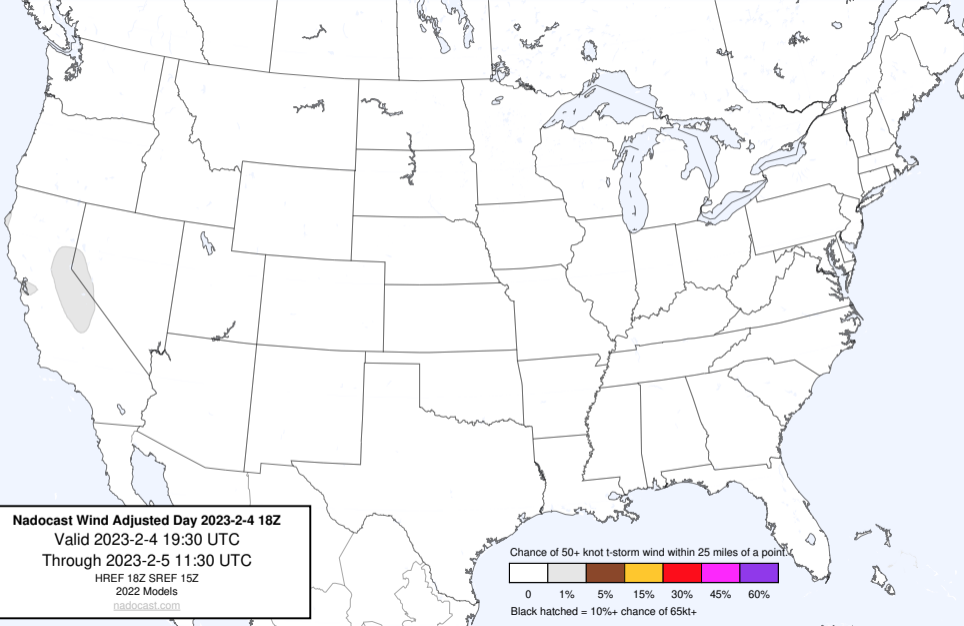 Nadocast Wind Adjusted Day 2023-2-4 18Z
Valid 2023-2-4 19:30 UTC
Through 2023-2-5 11:30 UTC
HREF 18Z SREF 15Z
2022 Models
nadocast.com
Chance of 50+ knot t-storm wind within 25 miles of a point.
0 1% 5% 15% 30% 45% 60%
Black hatched = 10%+ chance of 65kt+